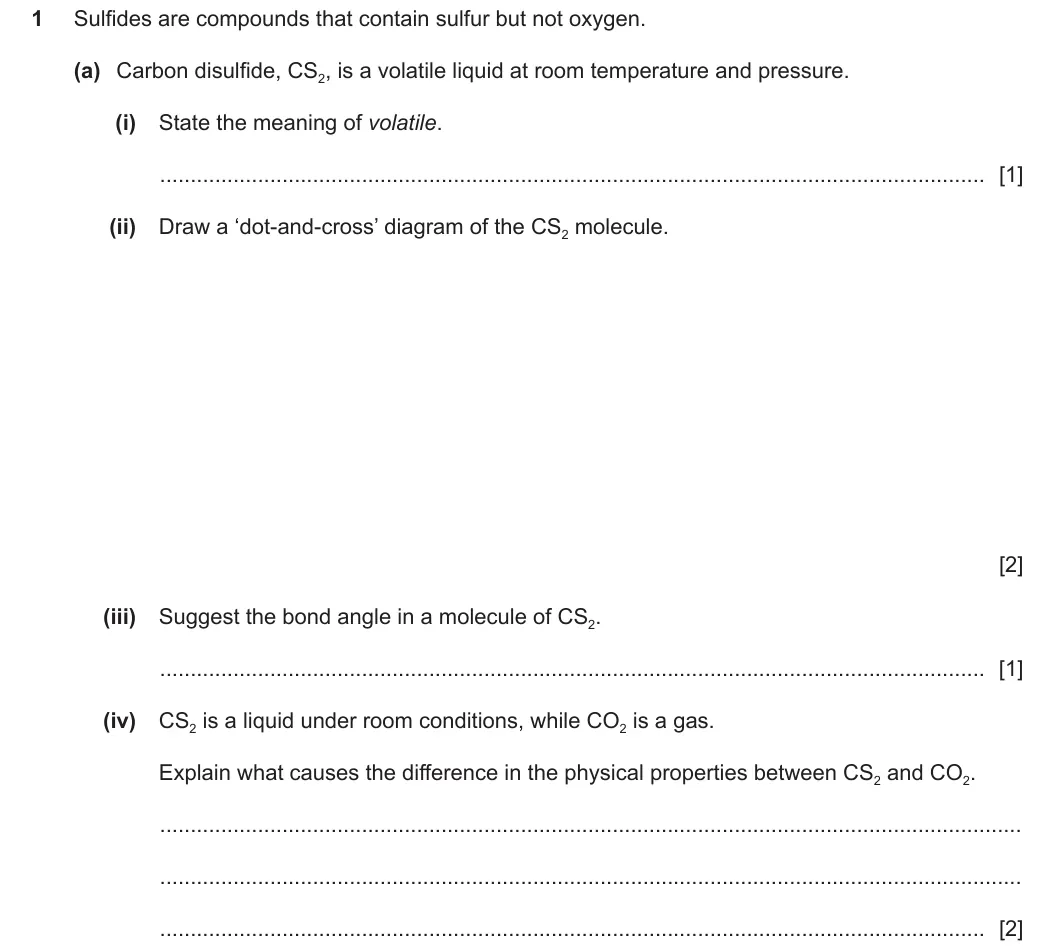 1 Sulfides are compounds that contain sulfur but not oxygen.
(a) Carbon disulfide, CS₂, is a volatile liquid at room temperature and pressure.
(i) State the meaning of volatile.
.......................................................................................................................................... [1]
(ii) Draw a ‘dot-and-cross’ diagram of the CS₂ molecule.
[2]
(iii) Suggest the bond angle in a molecule of CS₂.
.......................................................................................................................................... [1]
(iv) CS₂ is a liquid under room conditions, while CO₂ is a gas.
Explain what causes the difference in the physical properties between CS₂ and CO₂.
................................................................................................................................................
................................................................................................................................................
.......................................................................................................................................... [2]